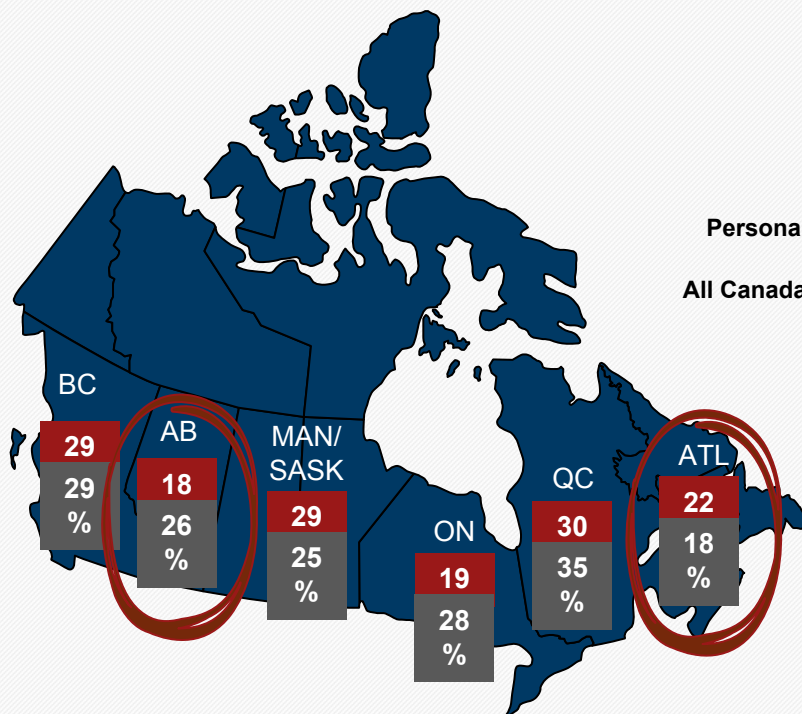 Persona
All Canada
BC
29
29
%
AB
18
26
%
MAN/
SASK
29
25
%
ON
19
28
%
QC
30
35
%
ATL
22
18
%